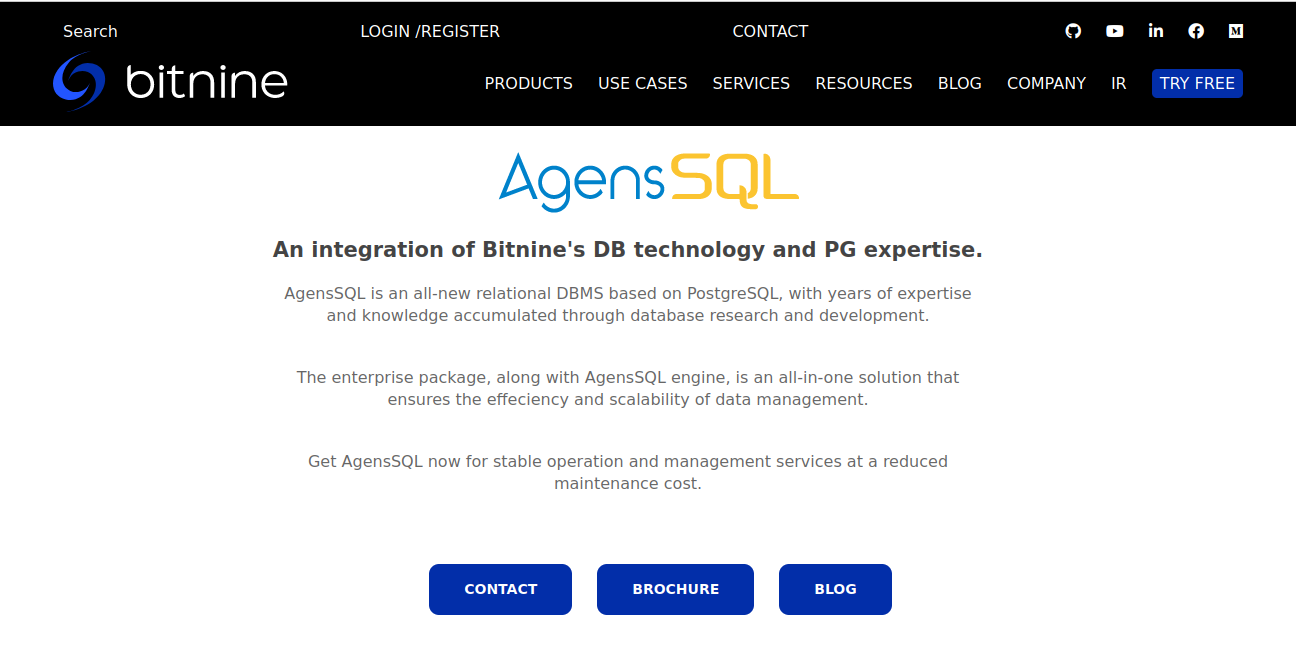 Search
LOGIN /REGISTER
CONTACT
bitnine
PRODUCTS
USE CASES
SERVICES
RESOURCES
BLOG
COMPANY
IR
TRY FREE
AgensSQL
An integration of Bitnine's DB technology and PG expertise.
AgensSQL is an all-new relational DBMS based on PostgreSQL, with years of expertise
and knowledge accumulated through database research and development.
The enterprise package, along with AgensSQL engine, is an all-in-one solution that
ensures the effeciency and scalability of data management.
Get AgensSQL now for stable operation and management services at a reduced
maintenance cost.
CONTACT
BROCHURE
BLOG